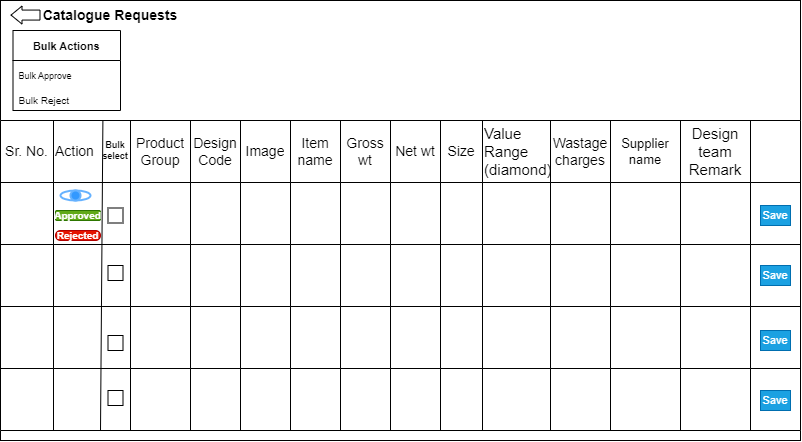 Catalogue Requests
Bulk Actions
Bulk Approve
Bulk Reject
Sr. No.
Action
Bulk
select
Product
Group
Design
Code
Image
Item
name
Gross
wt
Net wt
Size
Value
Range
(diamond)
Wastage
charges
Supplier
name
Design
team
Remark
Approved
Rejected
Save
Save
Save
Save